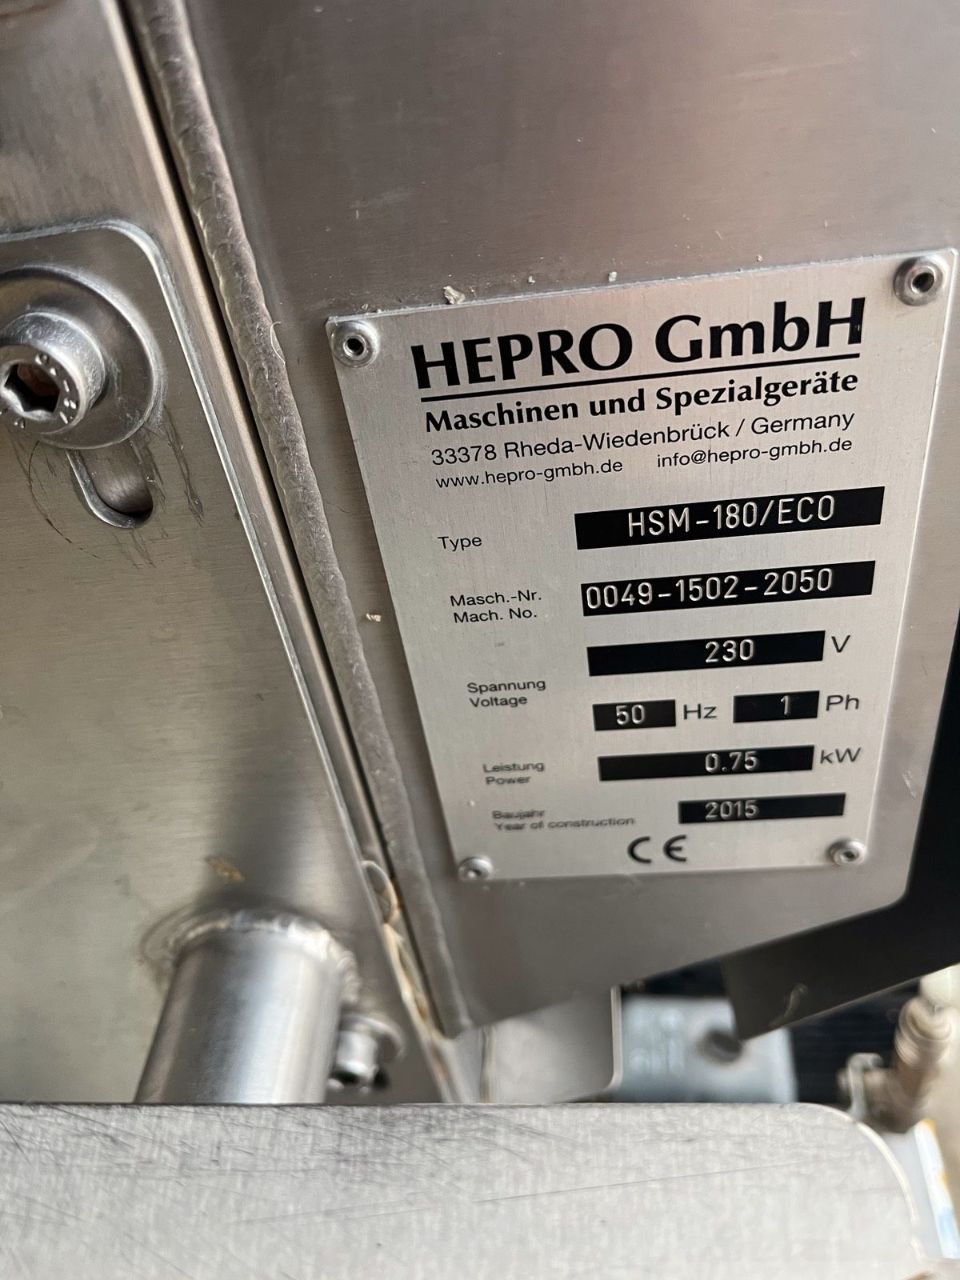 HEPRO GmbH
Maschinen und Spezialgeräte
33378 Rheda-Wiedenbrück / Germany
www.hepro-gmbh.de info@hepro-gmbh.de
Type HSM-180/ECO
Masch.-Nr. 0049-1502-2050
Mach. No.
230 V
Spannung
Voltage 50 Hz 1 Ph
Leistung 0.75 kW
Power
Baujahr 2015
Year of construction
CE